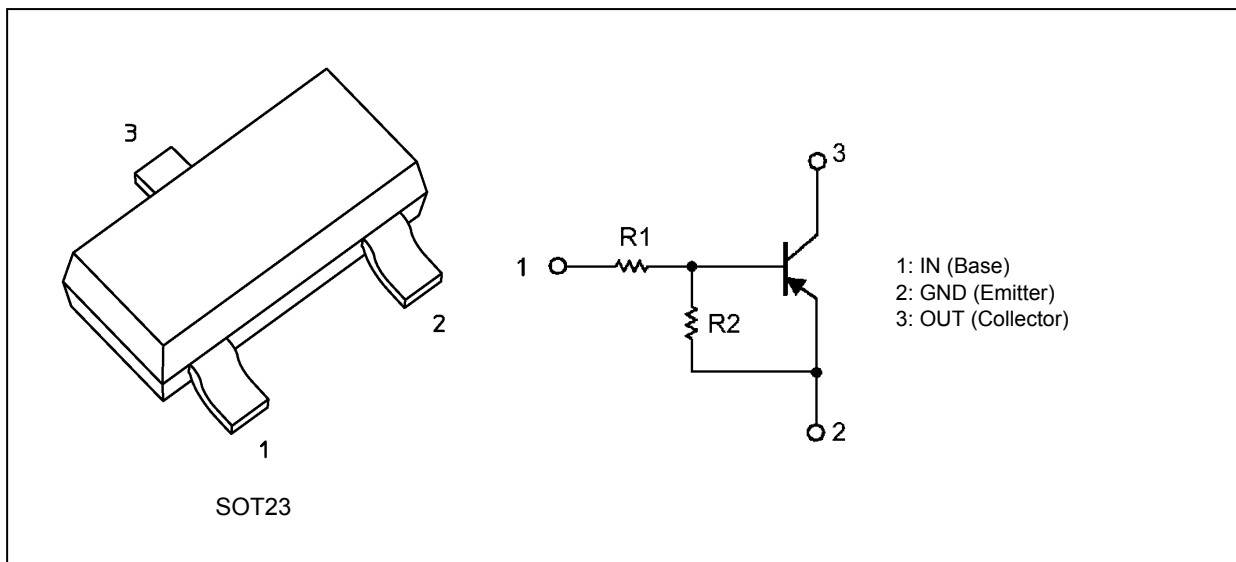 3
2
1
SOT23
3
R1
1
R2
2
1: IN (Base)
2: GND (Emitter)
3: OUT (Collector)